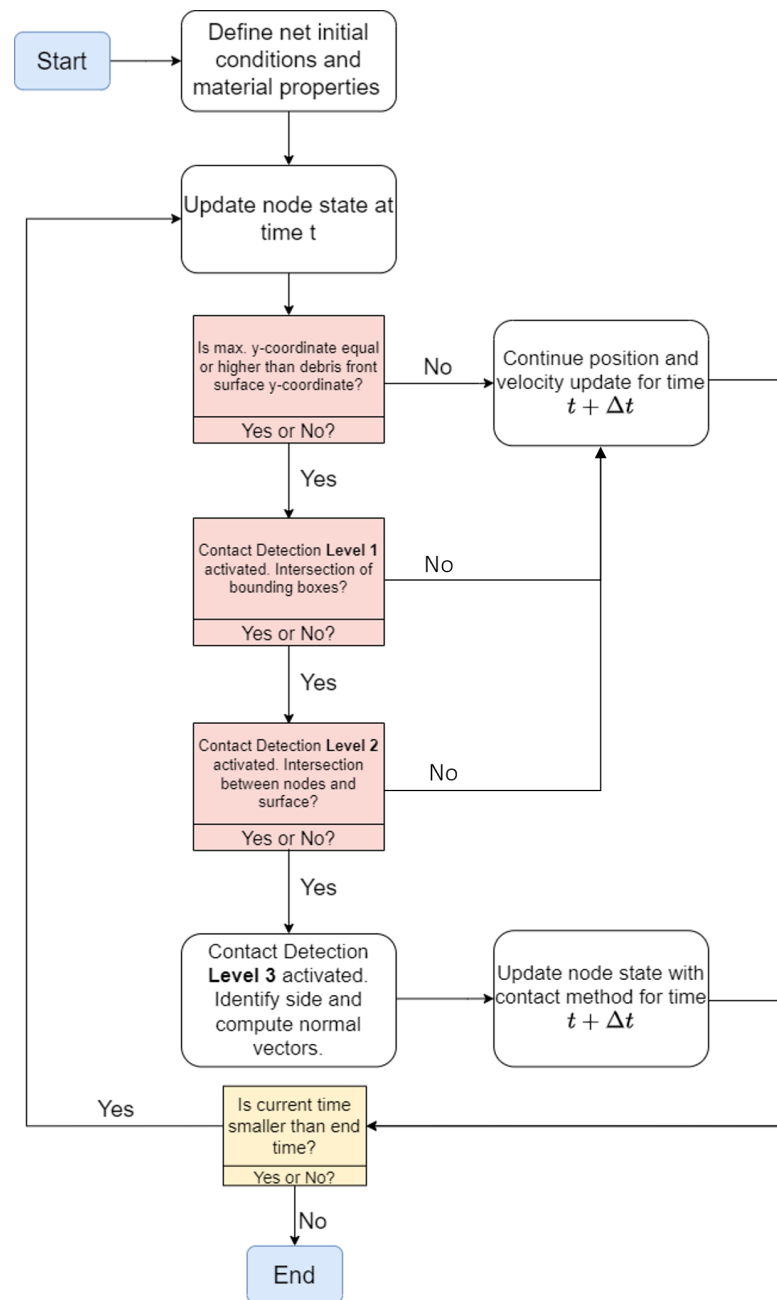 Start
Define net initial
conditions and
material properties
Update node state at
time t
Is max. y-coordinate equal
or higher than debris front
surface y-coordinate?
Yes or No?
No
Continue position and
velocity update for time
t + Δt
Yes
Contact Detection Level 1
activated. Intersection of
bounding boxes?
Yes or No?
No
Yes
Contact Detection Level 2
activated. Intersection
between nodes and
surface?
Yes or No?
No
Yes
Contact Detection
Level 3 activated.
Identify side and
compute normal
vectors.
Update node state with
contact method for time
t + Δt
Is current time
smaller than end
time?
Yes or No?
Yes
No
End